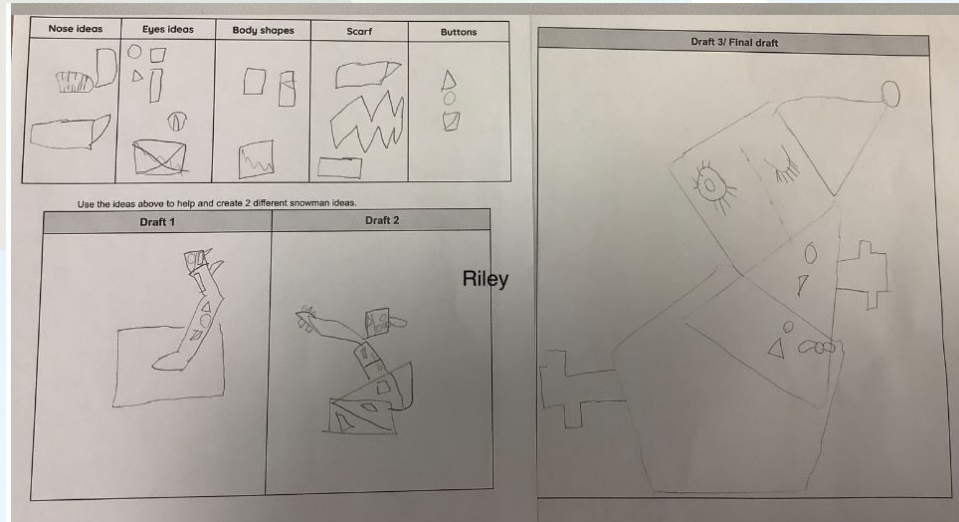 Nose ideas
Eyes ideas
Body shapes
Scarf
Buttons
Use the ideas above to help and create 2 different snowman ideas.
Draft 1
Draft 2
Riley
Draft 3/ Final draft